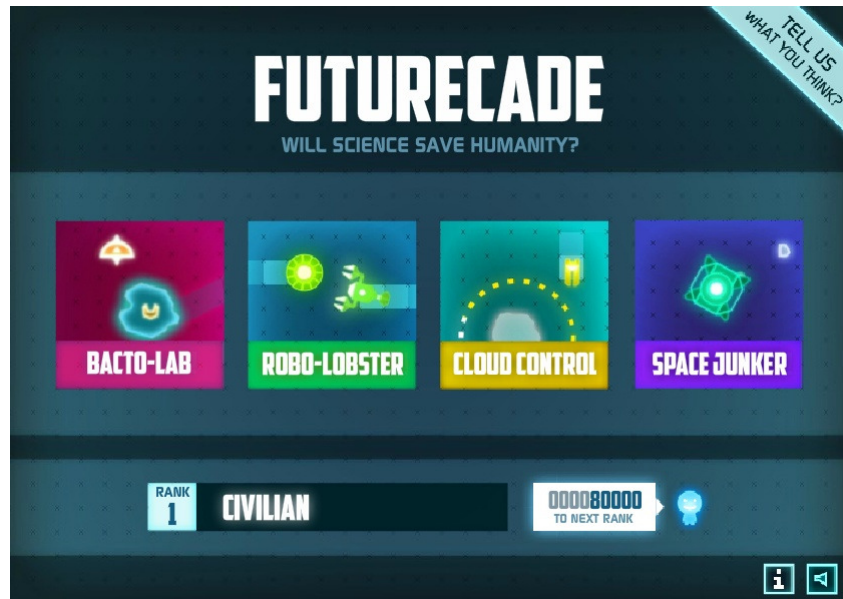 TELL US
WHAT YOU THINK?
FUTURECADE
WILL SCIENCE SAVE HUMANITY?
BACTO-LAB
ROBO-LOBSTER
CLOUD CONTROL
SPACE JUNKER
RANK
1
CIVILIAN
000080000
TO NEXT RANK
i